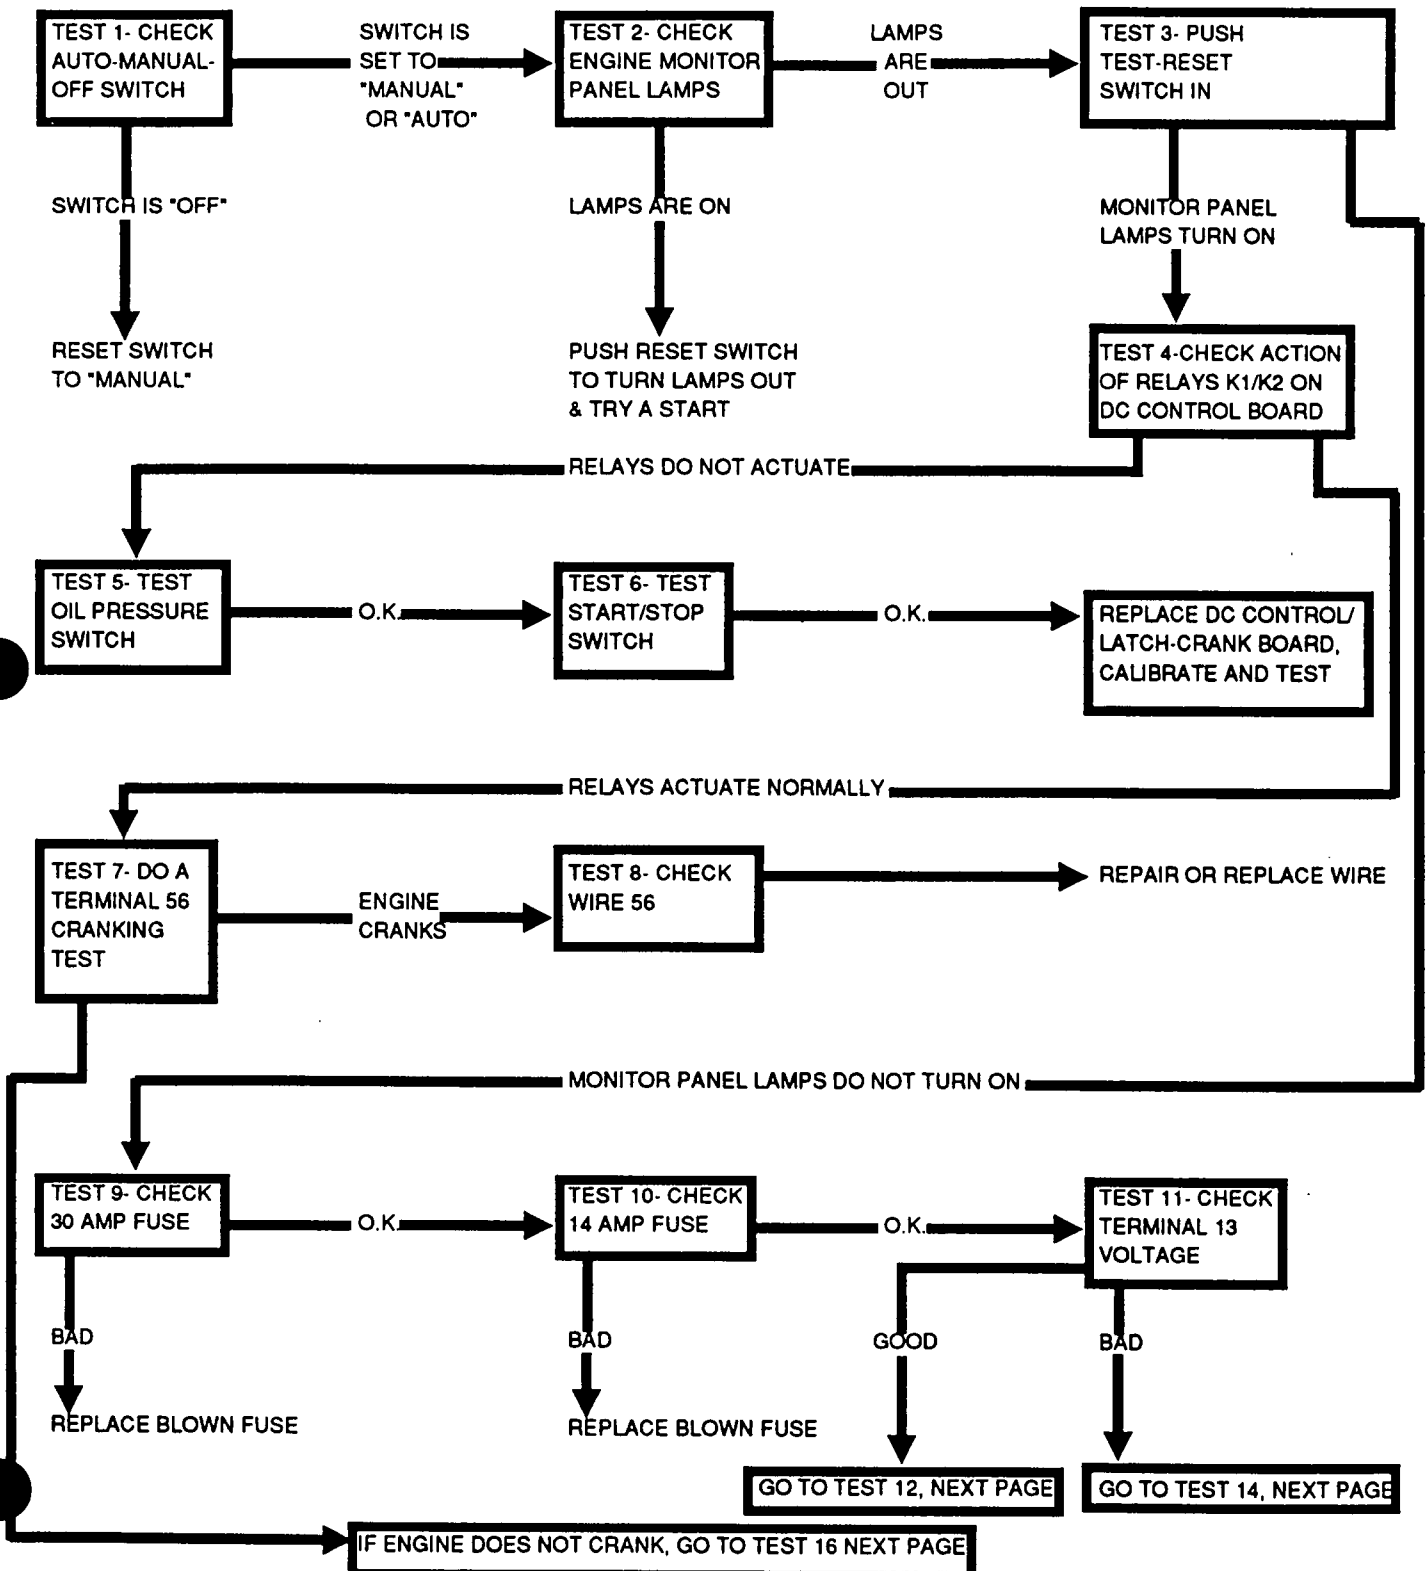 TEST 1- CHECK
AUTO-MANUAL-
OFF SWITCH
SWITCH IS
SET TO
"MANUAL"
OR "AUTO"
TEST 2- CHECK
ENGINE MONITOR
PANEL LAMPS
LAMPS
ARE
OUT
TEST 3- PUSH
TEST-RESET
SWITCH IN
SWITCH IS "OFF"
LAMPS ARE ON
MONITOR PANEL
LAMPS TURN ON
RESET SWITCH
TO "MANUAL"
PUSH RESET SWITCH
TO TURN LAMPS OUT
& TRY A START
TEST 4-CHECK ACTION
OF RELAYS K1/K2 ON
DC CONTROL BOARD
RELAYS DO NOT ACTUATE
TEST 5- TEST
OIL PRESSURE
SWITCH
O.K.
TEST 6- TEST
START/STOP
SWITCH
O.K.
REPLACE DC CONTROL/
LATCH-CRANK BOARD,
CALIBRATE AND TEST
RELAYS ACTUATE NORMALLY
TEST 7- DO A
TERMINAL 56
CRANKING
TEST
ENGINE
CRANKS
TEST 8- CHECK
WIRE 56
REPAIR OR REPLACE WIRE
MONITOR PANEL LAMPS DO NOT TURN ON
TEST 9- CHECK
30 AMP FUSE
O.K.
TEST 10- CHECK
14 AMP FUSE
O.K.
TEST 11- CHECK
TERMINAL 13
VOLTAGE
BAD
BAD
GOOD
BAD
REPLACE BLOWN FUSE
REPLACE BLOWN FUSE
GO TO TEST 12, NEXT PAGE
GO TO TEST 14, NEXT PAGE
IF ENGINE DOES NOT CRANK, GO TO TEST 16 NEXT PAGE